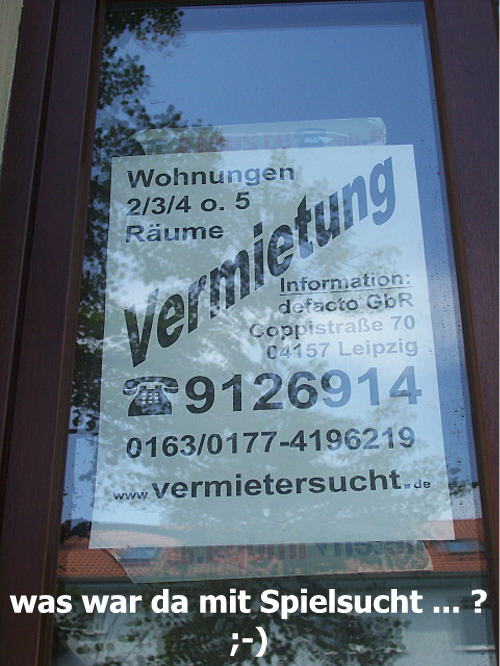 Wohnungen
2/3/4 o. 5
Räume
Vermietung
Information:
defacto GbR
Coppistraße 70
04157 Leipzig
☎9126914
0163/0177-4196219
www.vermietersucht.de
was war da mit Spielsucht ... ?
;-)